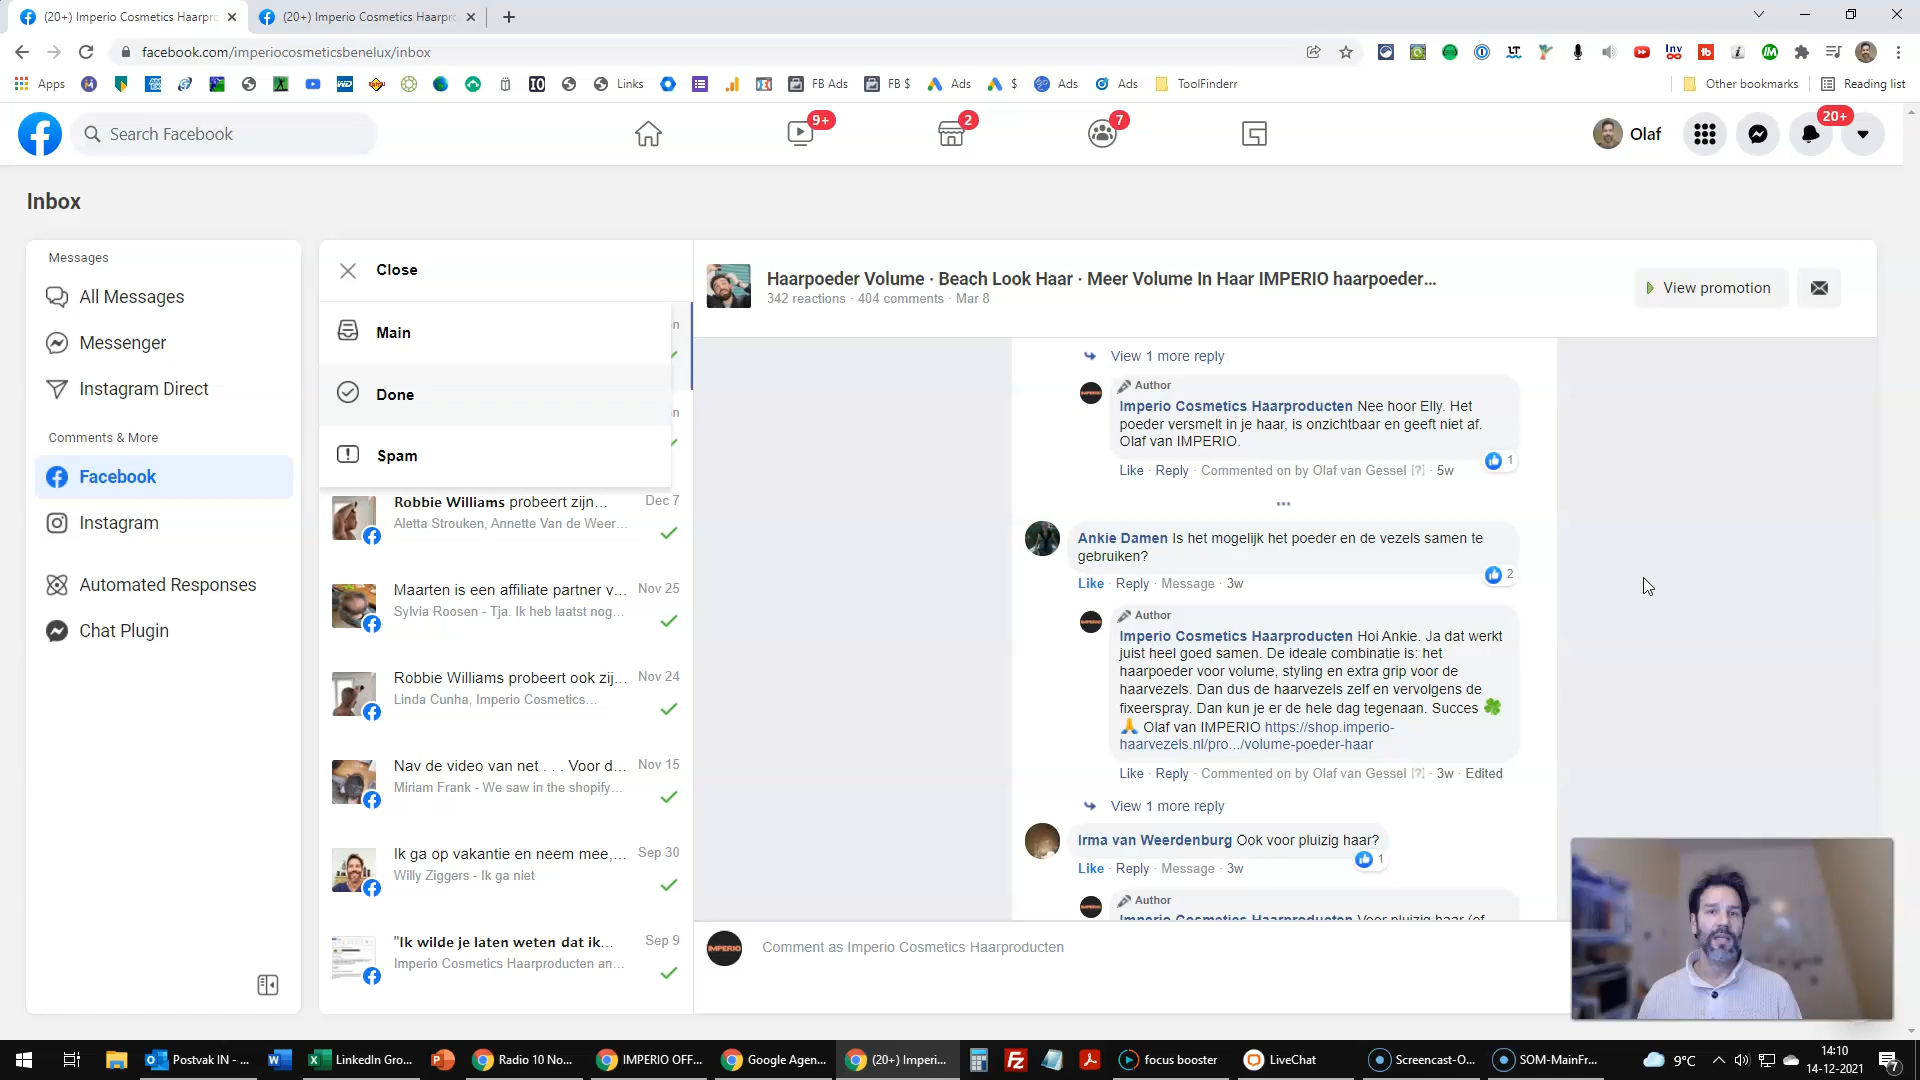 (20+) Imperio Cosmetics Haarpro
(20+) Imperio Cosmetics Haarpro
facebook.com/imperiocosmeticsbenelux/inbox
Apps
Links
FB Ads
FB $
Ads
$
Ads
Ads
ToolFinderr
Other bookmarks
Reading list
Search Facebook
9+
2
7
Olaf
20+
Inbox
Messages
All Messages
Messenger
Instagram Direct
Comments & More
Facebook
Instagram
Automated Responses
Chat Plugin
Close
Main
Done
Spam
Robbie Williams probeert zijn...
Dec 7
Aletta Strouken, Annette Van de Weer...
Maarten is een affiliate partner v...
Nov 25
Sylvia Roosen - Tja. Ik heb laatst nog...
Robbie Williams probeert ook zij...
Nov 24
Linda Cunha, Imperio Cosmetics...
Nav de video van net . . . Voor d...
Nov 15
Miriam Frank - We saw in the shopify...
Ik ga op vakantie en neem mee,...
Sep 30
Willy Ziggers - Ik ga niet
"Ik wilde je laten weten dat ik...
Sep 9
Imperio Cosmetics Haarproducten an...
Haarpoeder Volume · Beach Look Haar · Meer Volume In Haar IMPERIO haarpoeder...
342 reactions · 404 comments · Mar 8
View promotion
View 1 more reply
Author
Imperio Cosmetics Haarproducten Nee hoor Elly. Het
poeder versmelt in je haar, is onzichtbaar en geeft niet af.
Olaf van IMPERIO.
1
Like · Reply · Commented on by Olaf van Gessel [?] · 5w
Ankie Damen Is het mogelijk het poeder en de vezels samen te
gebruiken?
2
Like · Reply · Message · 3w
Author
Imperio Cosmetics Haarproducten Hoi Ankie. Ja dat werkt
juist heel goed samen. De ideale combinatie is: het
haarpoeder voor volume, styling en extra grip voor de
haarvezels. Dan dus de haarvezels zelf en vervolgens de
fixeerspray. Dan kun je er de hele dag tegenaan. Succes 🍀
🙏 Olaf van IMPERIO https://shop.imperio-
haarvezels.nl/pro.../volume-poeder-haar
Like · Reply · Commented on by Olaf van Gessel [?] · 3w · Edited
View 1 more reply
Irma van Weerdenburg Ook voor pluizig haar?
1
Like · Reply · Message · 3w
Author
Imperio Cosmetics Haarproducten Voor pluizig haar (of
IMPERIO
Comment as Imperio Cosmetics Haarproducten
Postvak IN - ...
LinkedIn Gro...
Radio 10 No...
IMPERIO OFF...
Google Agen...
(20+) Imperi...
focus booster
LiveChat
Screencast-O...
SOM-MainFr...
9°C
14:10
14-12-2021
7